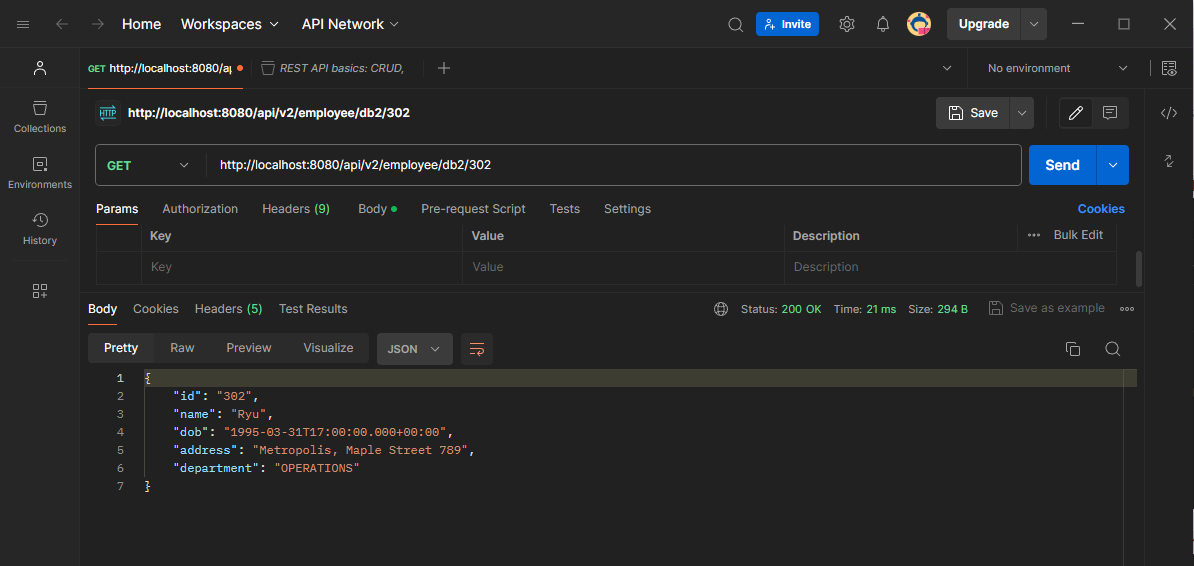 Home Workspaces API Network Invite Upgrade
GET http://localhost:8080/ap REST API basics: CRUD, No environment
HTTP http://localhost:8080/api/v2/employee/db2/302 Save
GET http://localhost:8080/api/v2/employee/db2/302 Send
Collections
Environments
History
Params Authorization Headers (9) Body Pre-request Script Tests Settings Cookies
Key Value Description Bulk Edit
Key Value Description
Body Cookies Headers (5) Test Results Status: 200 OK Time: 21 ms Size: 294 B Save as example
Pretty Raw Preview Visualize JSON
1 {
2 "id": "302",
3 "name": "Ryu",
4 "dob": "1995-03-31T17:00:00.000+00:00",
5 "address": "Metropolis, Maple Street 789",
6 "department": "OPERATIONS"
7 }